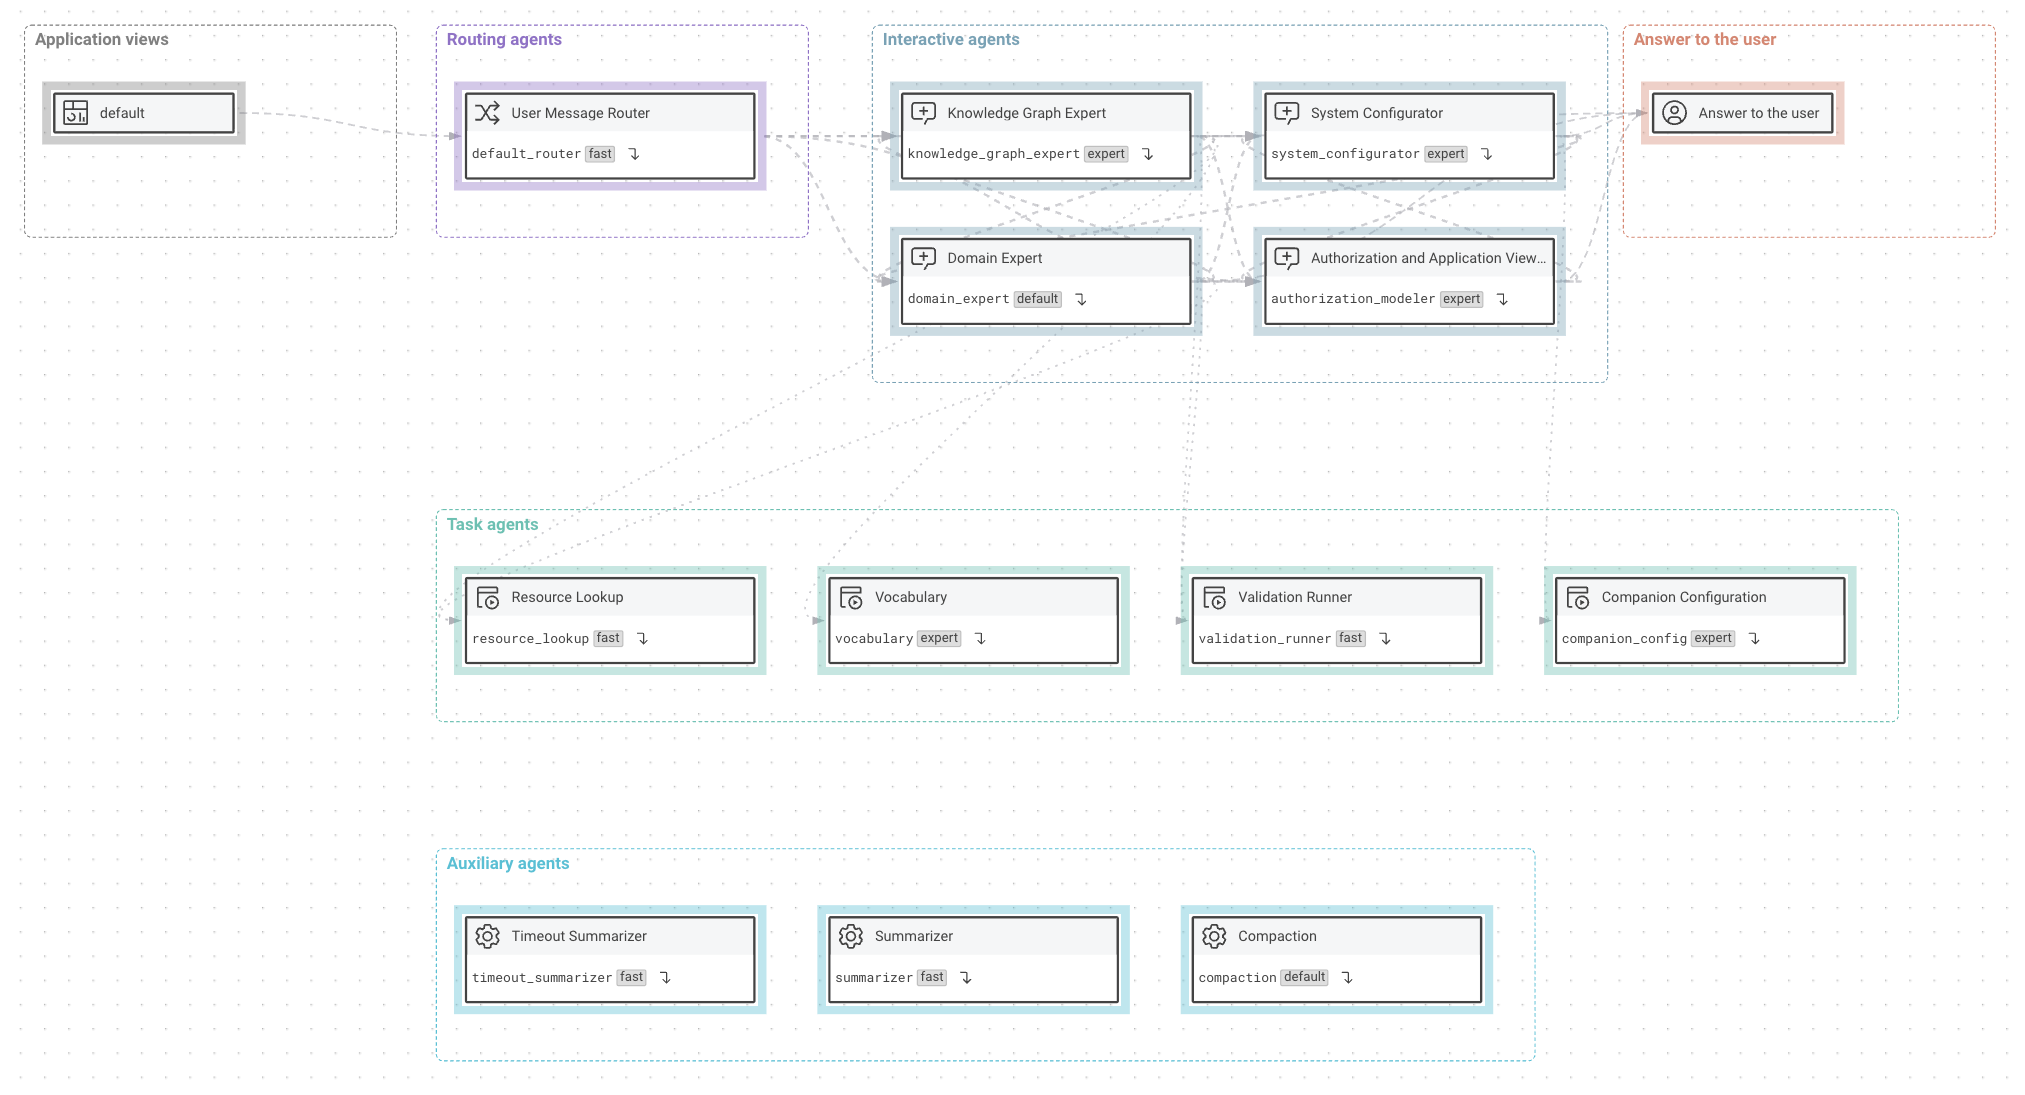 Application views
default
Routing agents
User Message Router
default_router fast
Interactive agents
Knowledge Graph Expert
knowledge_graph_expert expert
System Configurator
system_configurator expert
Domain Expert
domain_expert default
Authorization and Application View...
authorization_modeler expert
Answer to the user
Answer to the user
Task agents
Resource Lookup
resource_lookup fast
Vocabulary
vocabulary expert
Validation Runner
validation_runner fast
Companion Configuration
companion_config expert
Auxiliary agents
Timeout Summarizer
timeout_summarizer fast
Summarizer
summarizer fast
Compaction
compaction default